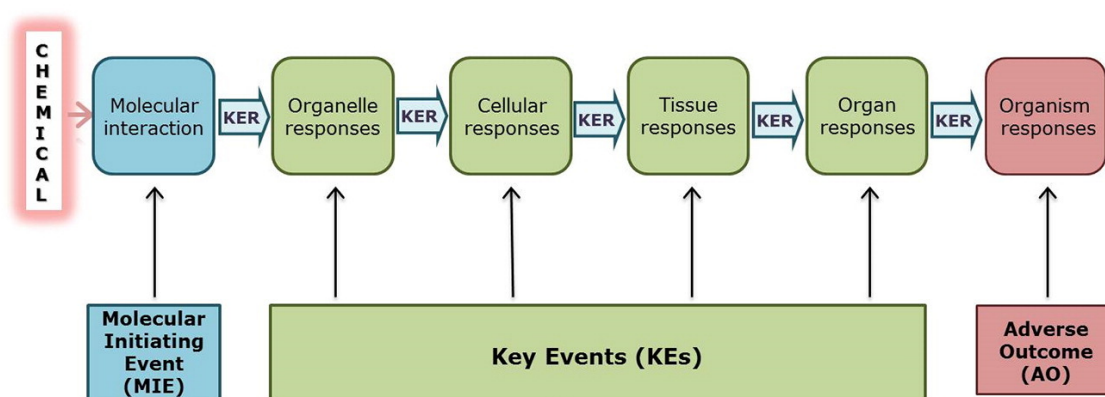 CHEMICAL
Molecular
interaction
KER
Organelle
responses
KER
Cellular
responses
KER
Tissue
responses
KER
Organ
responses
KER
Organism
responses
Molecular
Initiating
Event
(MIE)
Key Events (KEs)
Adverse
Outcome
(AO)